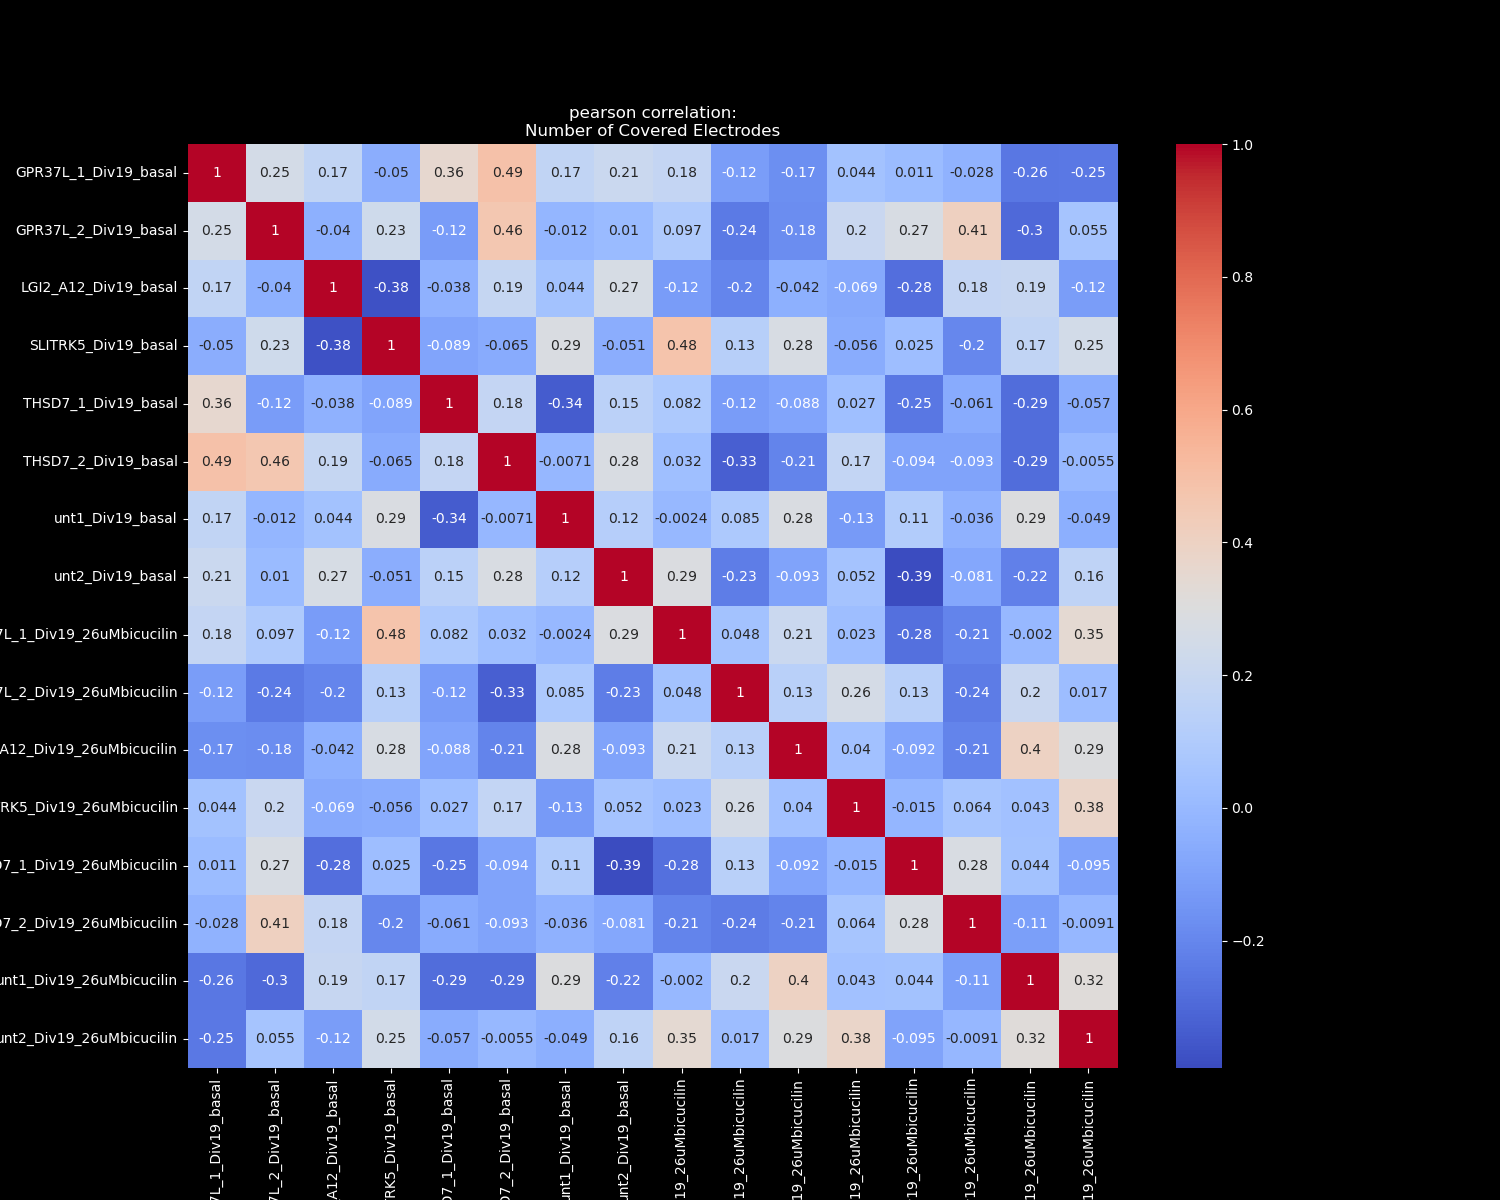 pearson correlation:
Number of Covered Electrodes
GPR37L_1_Div19_basal 1 0.25 0.17 -0.05 0.36 0.49 0.17 0.21 0.18 -0.12 -0.17 0.044 0.011 -0.028 -0.26 -0.25
GPR37L_2_Div19_basal 0.25 1 -0.04 0.23 -0.12 0.46 -0.012 0.01 0.097 -0.24 -0.18 0.2 0.27 0.41 -0.3 0.055
LGI2_A12_Div19_basal 0.17 -0.04 1 -0.38 -0.038 0.19 0.044 0.27 -0.12 -0.2 -0.042 -0.069 -0.28 0.18 0.19 -0.12
SLITRK5_Div19_basal -0.05 0.23 -0.38 1 -0.089 -0.065 0.29 -0.051 0.48 0.13 0.28 -0.056 0.025 -0.2 0.17 0.25
THSD7_1_Div19_basal 0.36 -0.12 -0.038 -0.089 1 0.18 -0.34 0.15 0.082 -0.12 -0.088 0.027 -0.25 -0.061 -0.29 -0.057
THSD7_2_Div19_basal 0.49 0.46 0.19 -0.065 0.18 1 -0.0071 0.28 0.032 -0.33 -0.21 0.17 -0.094 -0.093 -0.29 -0.0055
unt1_Div19_basal 0.17 -0.012 0.044 0.29 -0.34 -0.0071 1 0.12 -0.0024 0.085 0.28 -0.13 0.11 -0.036 0.29 -0.049
unt2_Div19_basal 0.21 0.01 0.27 -0.051 0.15 0.28 0.12 1 0.29 -0.23 -0.093 0.052 -0.39 -0.081 -0.22 0.16
7L_1_Div19_26uMbicucilin 0.18 0.097 -0.12 0.48 0.082 0.032 -0.0024 0.29 1 0.048 0.21 0.023 -0.28 -0.21 -0.002 0.35
7L_2_Div19_26uMbicucilin -0.12 -0.24 -0.2 0.13 -0.12 -0.33 0.085 -0.23 0.048 1 0.13 0.26 0.13 -0.24 0.2 0.017
A12_Div19_26uMbicucilin -0.17 -0.18 -0.042 0.28 -0.088 -0.21 0.28 -0.093 0.21 0.13 1 0.04 -0.092 -0.21 0.4 0.29
RK5_Div19_26uMbicucilin 0.044 0.2 -0.069 -0.056 0.027 0.17 -0.13 0.052 0.023 0.26 0.04 1 -0.015 0.064 0.043 0.38
D7_1_Div19_26uMbicucilin 0.011 0.27 -0.28 0.025 -0.25 -0.094 0.11 -0.39 -0.28 0.13 -0.092 -0.015 1 0.28 0.044 -0.095
D7_2_Div19_26uMbicucilin -0.028 0.41 0.18 -0.2 -0.061 -0.093 -0.036 -0.081 -0.21 -0.24 -0.21 0.064 0.28 1 -0.11 -0.0091
unt1_Div19_26uMbicucilin -0.26 -0.3 0.19 0.17 -0.29 -0.29 0.29 -0.22 -0.002 0.2 0.4 0.043 0.044 -0.11 1 0.32
unt2_Div19_26uMbicucilin -0.25 0.055 -0.12 0.25 -0.057 -0.0055 -0.049 0.16 0.35 0.017 0.29 0.38 -0.095 -0.0091 0.32 1
7L_1_Div19_basal
7L_2_Div19_basal
A12_Div19_basal
TRK5_Div19_basal
D7_1_Div19_basal
D7_2_Div19_basal
unt1_Div19_basal
unt2_Div19_basal
19_26uMbicucilin
19_26uMbicucilin
19_26uMbicucilin
19_26uMbicucilin
19_26uMbicucilin
19_26uMbicucilin
19_26uMbicucilin
19_26uMbicucilin
1.0
0.8
0.6
0.4
0.2
0.0
−0.2